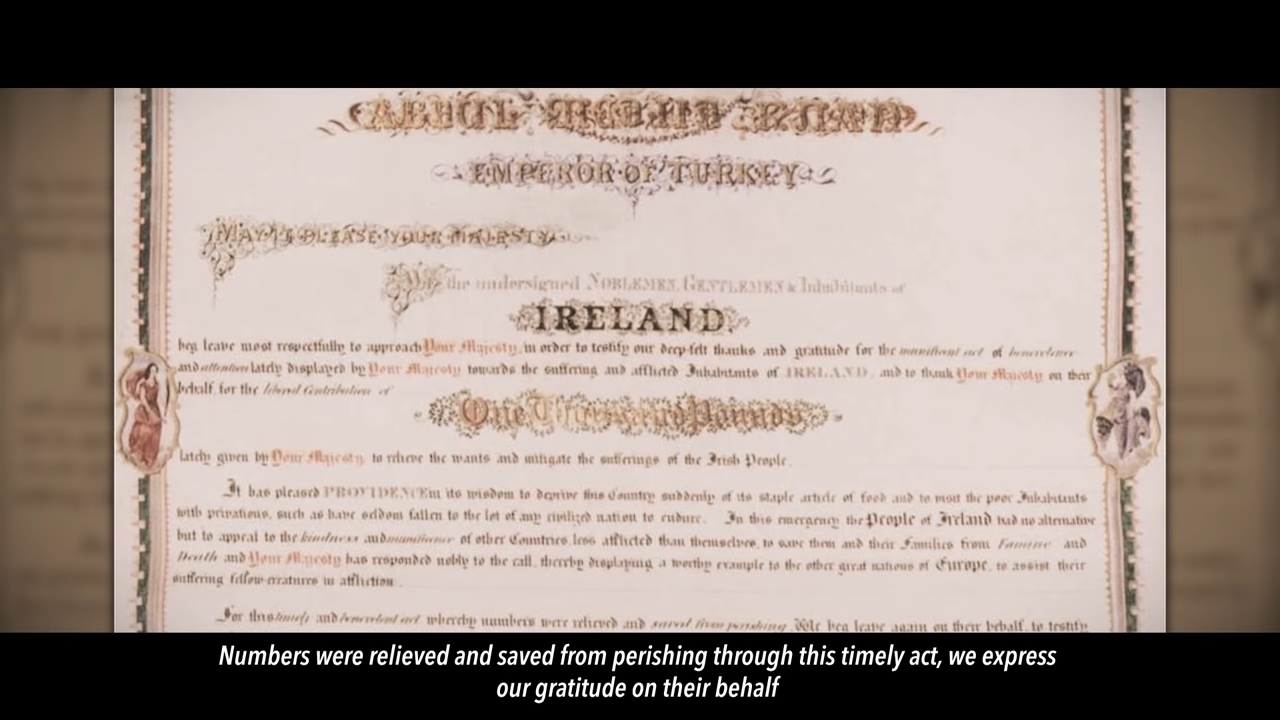 ABDUL MEDJID KHAN
EMPEROR OF TURKEY
MAY IT PLEASE YOUR MAJESTY
We the undersigned NOBLEMEN, GENTLEMEN & Inhabitants of
IRELAND
beg leave most respectfully to approach Your Majesty, in order to testify our deep-felt thanks and gratitude for the munificent act of benevolence
and attention lately displayed by Your Majesty towards the suffering and afflicted Inhabitants of IRELAND, and to thank Your Majesty on their
behalf, for the liberal Contribution of
One Thousand Pounds
lately given by Your Majesty, to relieve the wants and mitigate the sufferings of the Irish People.
It has pleased PROVIDENCE in its wisdom to deprive this Country suddenly of its staple article of food and to visit the poor Inhabitants
with privations, such as have seldom fallen to the lot of any civilized nation to endure. In this emergency the People of Ireland had no alternative
but to appeal to the kindness and munificence of other Countries less afflicted than themselves, to save them and their Families from Famine and
Death and Your Majesty has responded nobly to the call, thereby displaying a worthy example to the other great nations of Europe, to assist their
suffering fellow-creatures in affliction.
For this timely and benevolent act whereby numbers were relieved and saved from perishing, We beg leave again on their behalf, to testify
Numbers were relieved and saved from perishing through this timely act, we express
our gratitude on their behalf